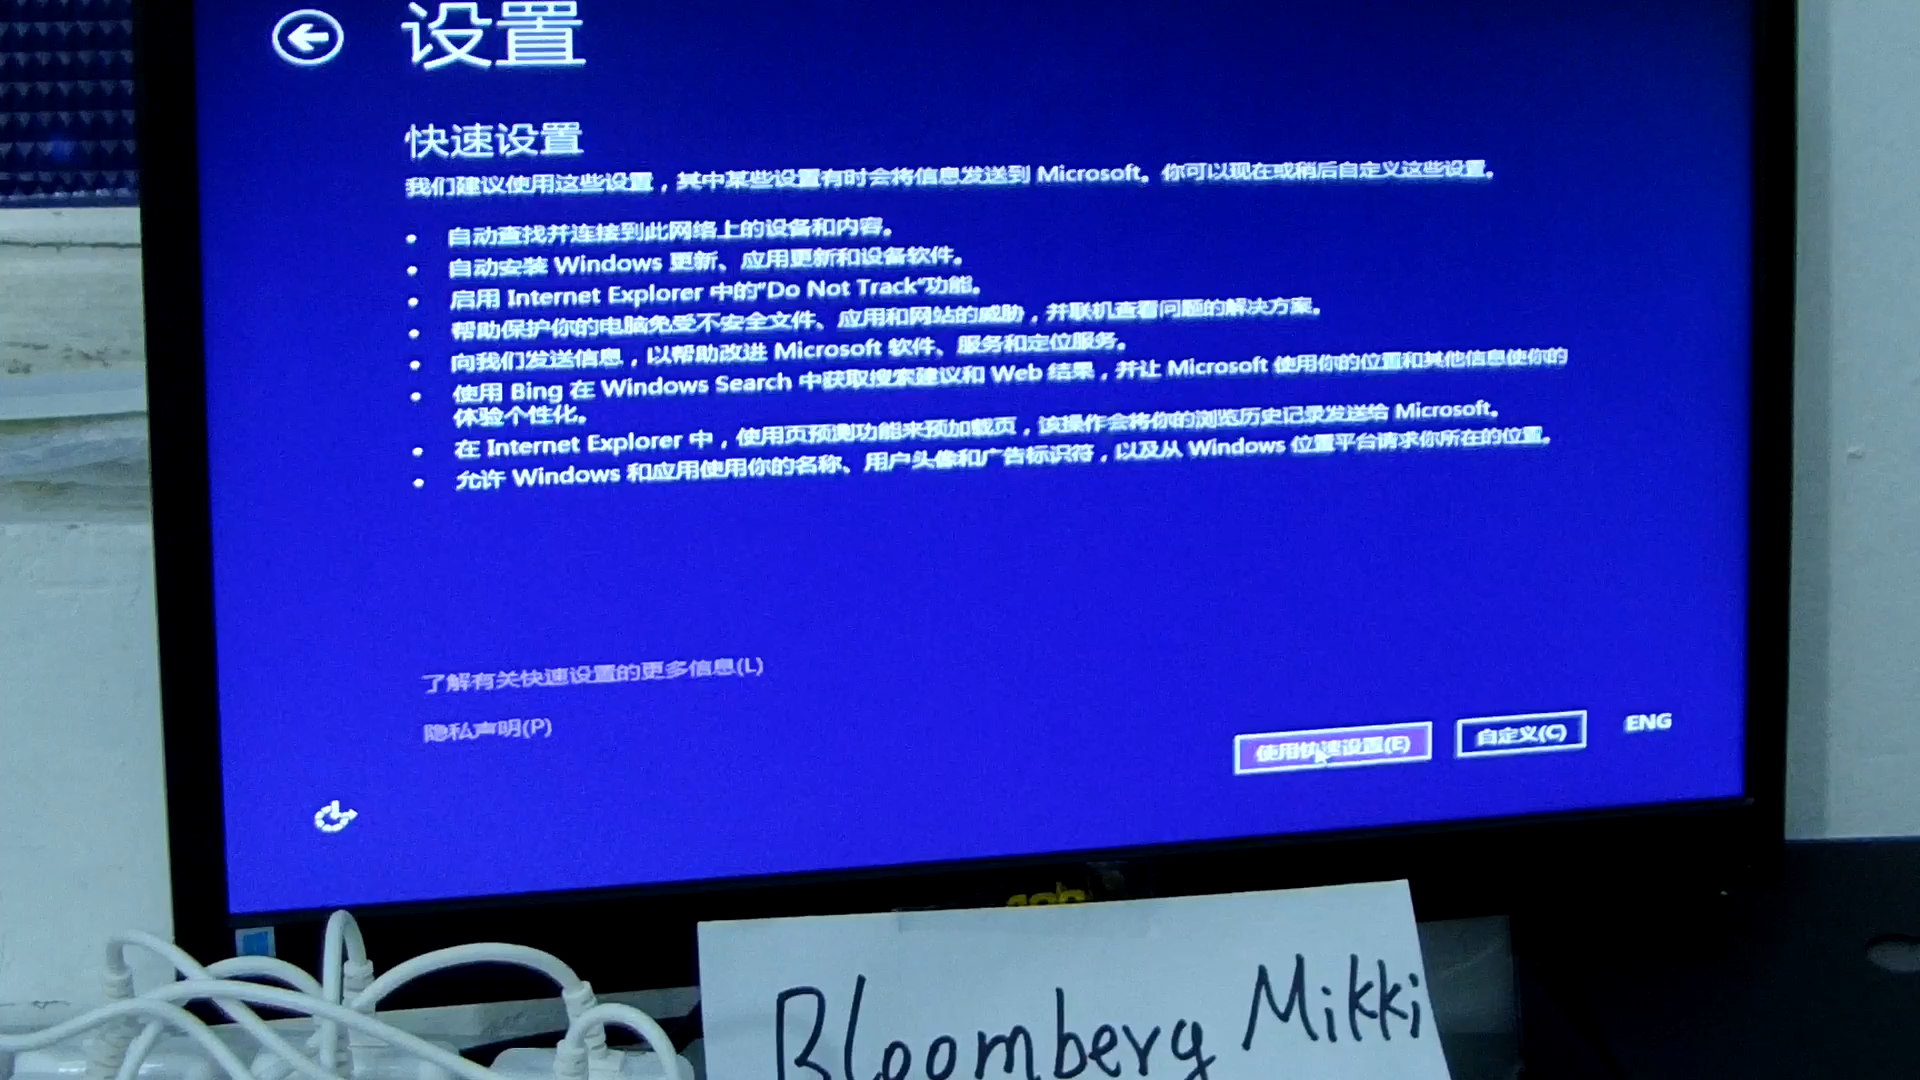 设置
快速设置
我们建议使用这些设置，其中某些设置有时会将信息发送到 Microsoft。你可以现在或稍后自定义这些设置。
• 自动查找并连接到此网络上的设备和内容。
• 自动安装 Windows 更新、应用更新和设备软件。
• 启用 Internet Explorer 中的"Do Not Track"功能。
• 帮助保护你的电脑免受不安全文件、应用和网站的威胁，并联机查看问题的解决方案。
• 向我们发送信息，以帮助改进 Microsoft 软件、服务和定位服务。
• 使用 Bing 在 Windows Search 中获取搜索建议和 Web 结果，并让 Microsoft 使用你的位置和其他信息使你的
体验个性化。
• 在 Internet Explorer 中，使用页预测功能来预加载页，该操作会将你的浏览历史记录发送给 Microsoft。
• 允许 Windows 和应用使用你的名称、用户头像和广告标识符，以及从 Windows 位置平台请求你所在的位置。
了解有关快速设置的更多信息(L)
隐私声明(P)
使用快速设置(E) 自定义(C) ENG
Bloomberg Mikki